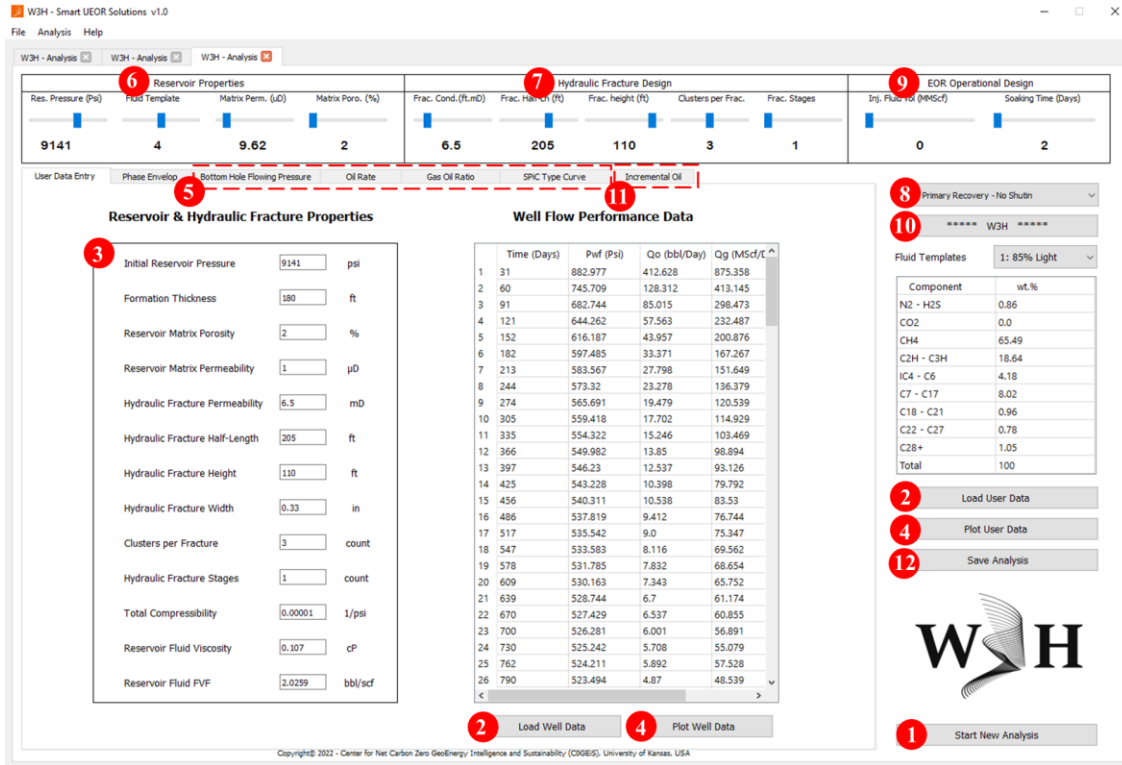 W3H - Smart UEOR Solutions v1.0
File Analysis Help
W3H - Analysis W3H - Analysis W3H - Analysis
6 Reservoir Properties 7 Hydraulic Fracture Design 9 EOR Operational Design
Res. Pressure (Psi) Fluid Template Matrix Perm. (uD) Matrix Poro. (%) Frac. Cond.(ft.mD) Frac. (ft) Frac. height (ft) Clusters per Frac. Frac. Stages Inj. Fluid (MMScf) Soaking Time (Days)
9141 4 9.62 2 6.5 205 110 3 1 0 2
User Data Entry Phase Envelop Bottom Hole Flowing Pressure Oil Rate Gas Oil Ratio SPIC Type Curve Incremental Oil
5 11
8 Primary Recovery - No Shutin
10 ***** W3H *****
Fluid Templates 1: 85% Light
Component wt.%
N2 - H2S 0.86
CO2 0.0
CH4 65.49
C2H - C3H 18.64
IC4 - C6 4.18
C7 - C17 8.02
C18 - C21 0.96
C22 - C27 0.78
C28+ 1.05
Total 100
2 Load User Data
4 Plot User Data
12 Save Analysis
W3H
1 Start New Analysis
Reservoir & Hydraulic Fracture Properties
3
Initial Reservoir Pressure 9141 psi
Formation Thickness 180 ft
Reservoir Matrix Porosity 2 %
Reservoir Matrix Permeability 1 µD
Hydraulic Fracture Permeability 6.5 mD
Hydraulic Fracture Half-Length 205 ft
Hydraulic Fracture Height 110 ft
Hydraulic Fracture Width 0.33 in
Clusters per Fracture 3 count
Hydraulic Fracture Stages 1 count
Total Compressibility 0.00001 1/psi
Reservoir Fluid Viscosity 0.107 cP
Reservoir Fluid FVF 2.0259 bbl/scf
Well Flow Performance Data
Time (Days) Pwf (Psi) Qo (bbl/Day) Qg (MScf/D
1 31 882.977 412.628 875.358
2 60 745.709 128.312 413.145
3 91 682.744 85.015 298.473
4 121 644.262 57.563 232.487
5 152 616.187 43.957 200.876
6 182 597.485 33.371 167.267
7 213 583.567 27.798 151.649
8 244 573.32 23.278 136.379
9 274 565.691 19.479 120.539
10 305 559.418 17.702 114.929
11 335 554.322 15.246 103.469
12 366 549.982 13.85 98.894
13 397 546.23 12.537 93.126
14 425 543.228 10.398 79.792
15 456 540.311 10.538 83.53
16 486 537.819 9.412 76.744
17 517 535.542 9.0 75.347
18 547 533.583 8.116 69.562
19 578 531.785 7.832 68.654
20 609 530.163 7.343 65.752
21 639 528.744 6.7 61.174
22 670 527.429 6.537 60.855
23 700 526.281 6.001 56.891
24 730 525.242 5.708 55.079
25 762 524.211 5.892 57.528
26 790 523.494 4.87 48.539
2 Load Well Data 4 Plot Well Data
Copyright© 2022 - Center for Net Carbon Zero GeoEnergy Intelligence and Sustainability (C0GEiS). University of Kansas. USA